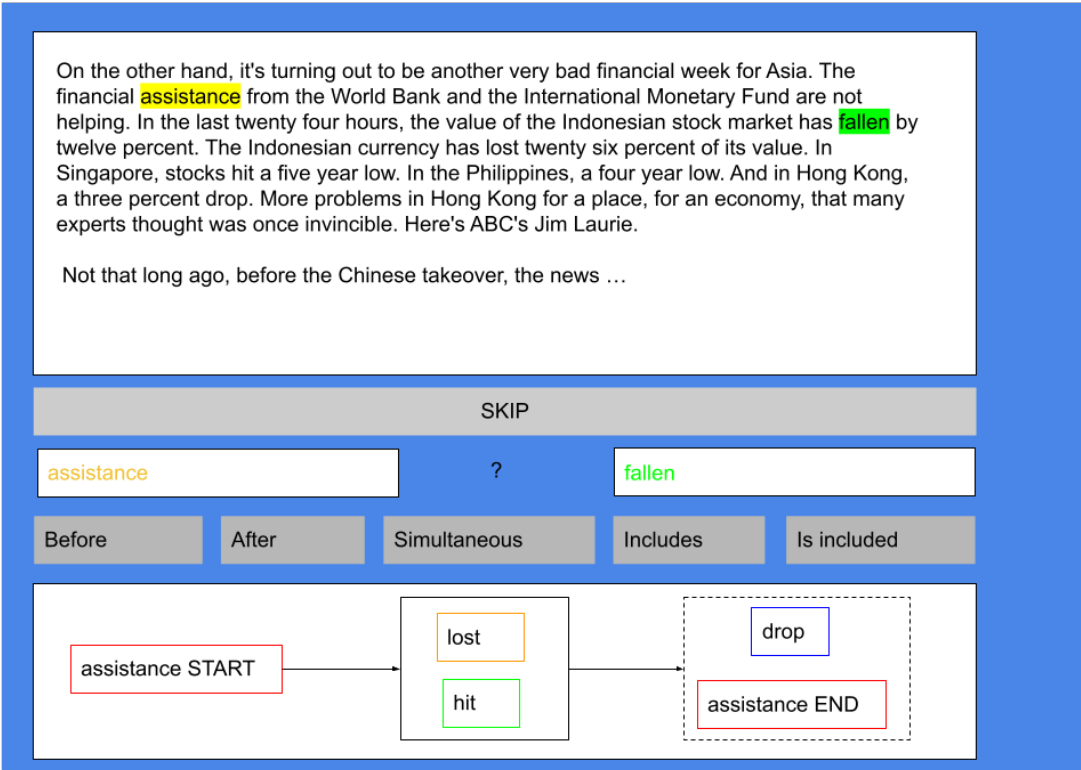 On the other hand, it's turning out to be another very bad financial week for Asia. The
financial assistance from the World Bank and the International Monetary Fund are not
helping. In the last twenty four hours, the value of the Indonesian stock market has fallen by
twelve percent. The Indonesian currency has lost twenty six percent of its value. In
Singapore, stocks hit a five year low. In the Philippines, a four year low. And in Hong Kong,
a three percent drop. More problems in Hong Kong for a place, for an economy, that many
experts thought was once invincible. Here's ABC's Jim Laurie.
Not that long ago, before the Chinese takeover, the news …
SKIP
assistance ? fallen
Before After Simultaneous Includes Is included
lost drop
assistance START
hit assistance END